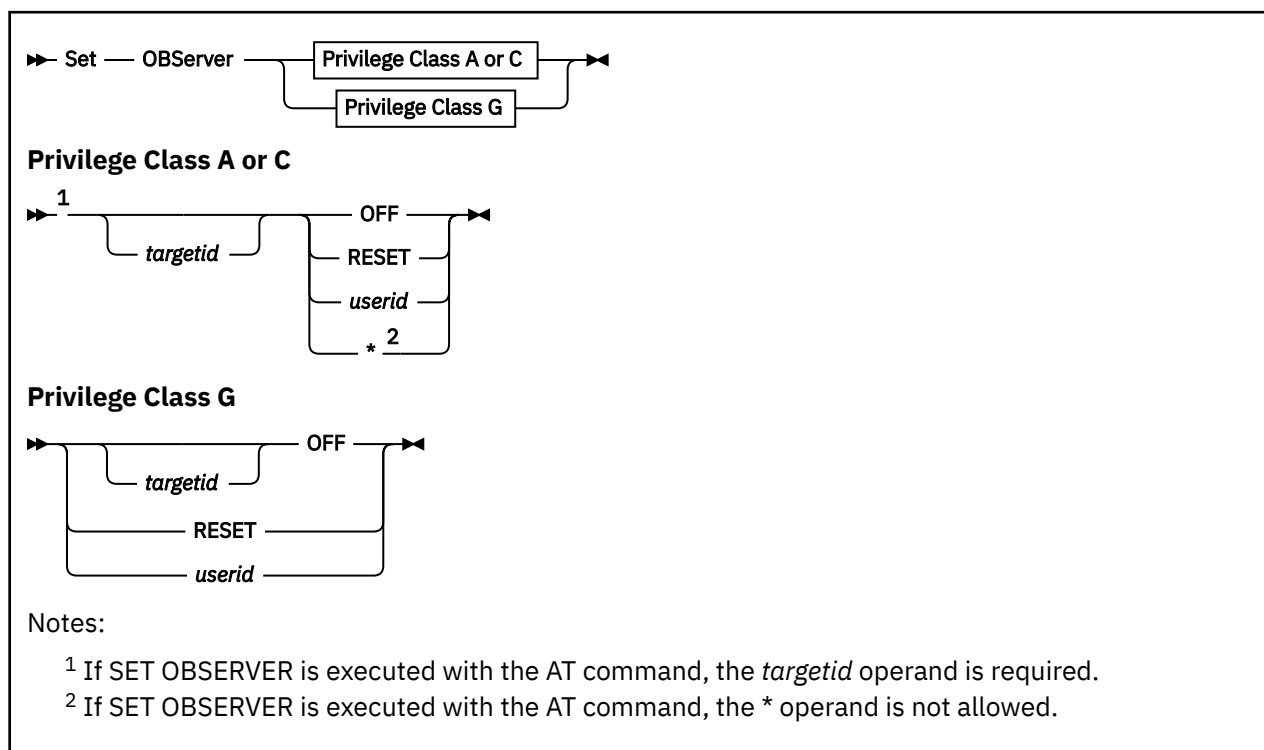 Set OBServer Privilege Class A or C
Privilege Class G
Privilege Class A or C
1
OFF
targetid
RESET
userid
* 2
Privilege Class G
OFF
targetid
RESET
userid
Notes:
1 If SET OBSERVER is executed with the AT command, the targetid operand is required.
2 If SET OBSERVER is executed with the AT command, the * operand is not allowed.